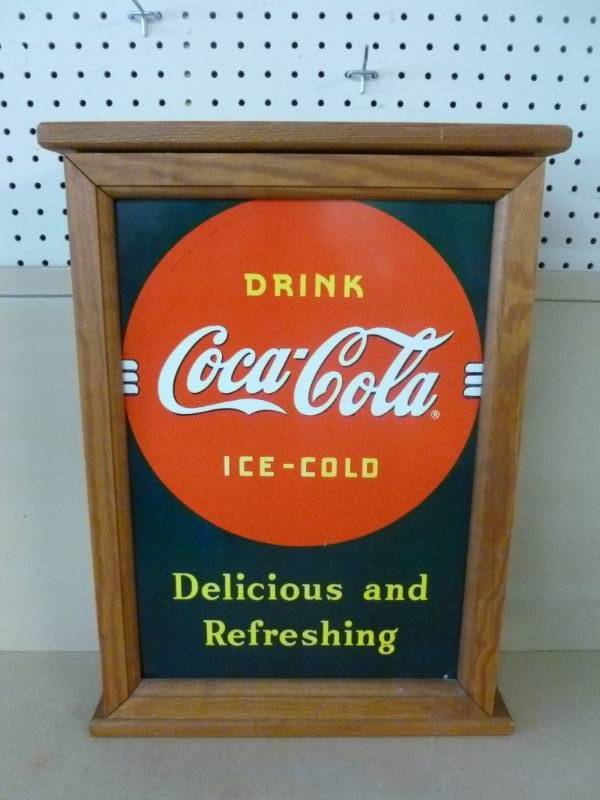 DRINK
Coca-Cola®
ICE-COLD
Delicious and
Refreshing